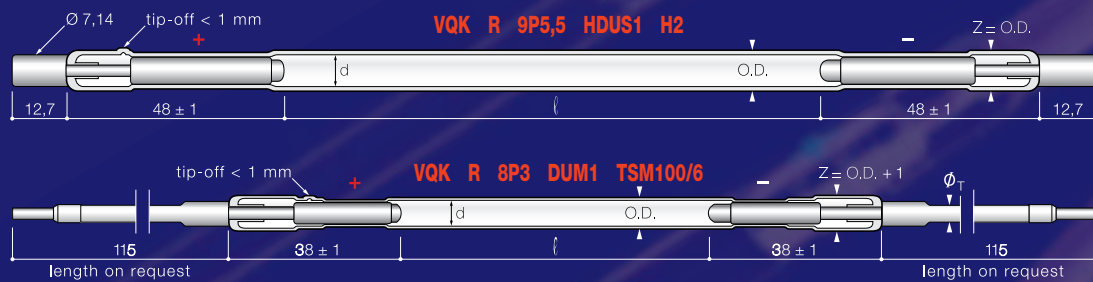 Ø 7,14 tip-off < 1 mm VQK R 9P5,5 HDUS1 H2 Z = O.D.
+ −
d O.D.
12,7 48 ± 1 ℓ 48 ± 1 12,7
tip-off < 1 mm VQK R 8P3 DUM1 TSM100/6 Z = O.D. + 1
+ − ϕT
d O.D.
115 38 ± 1 ℓ 38 ± 1 115
length on request length on request